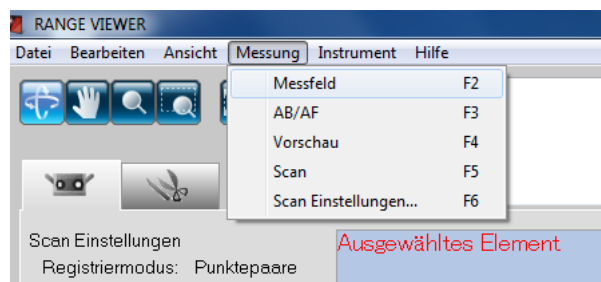 RANGE VIEWER
Datei Bearbeiten Ansicht Messung Instrument Hilfe
Messfeld F2
AB/AF F3
Vorschau F4
Scan F5
Scan Einstellungen... F6
Scan Einstellungen
Ausgewähltes Element
Registriermodus: Punktepaare